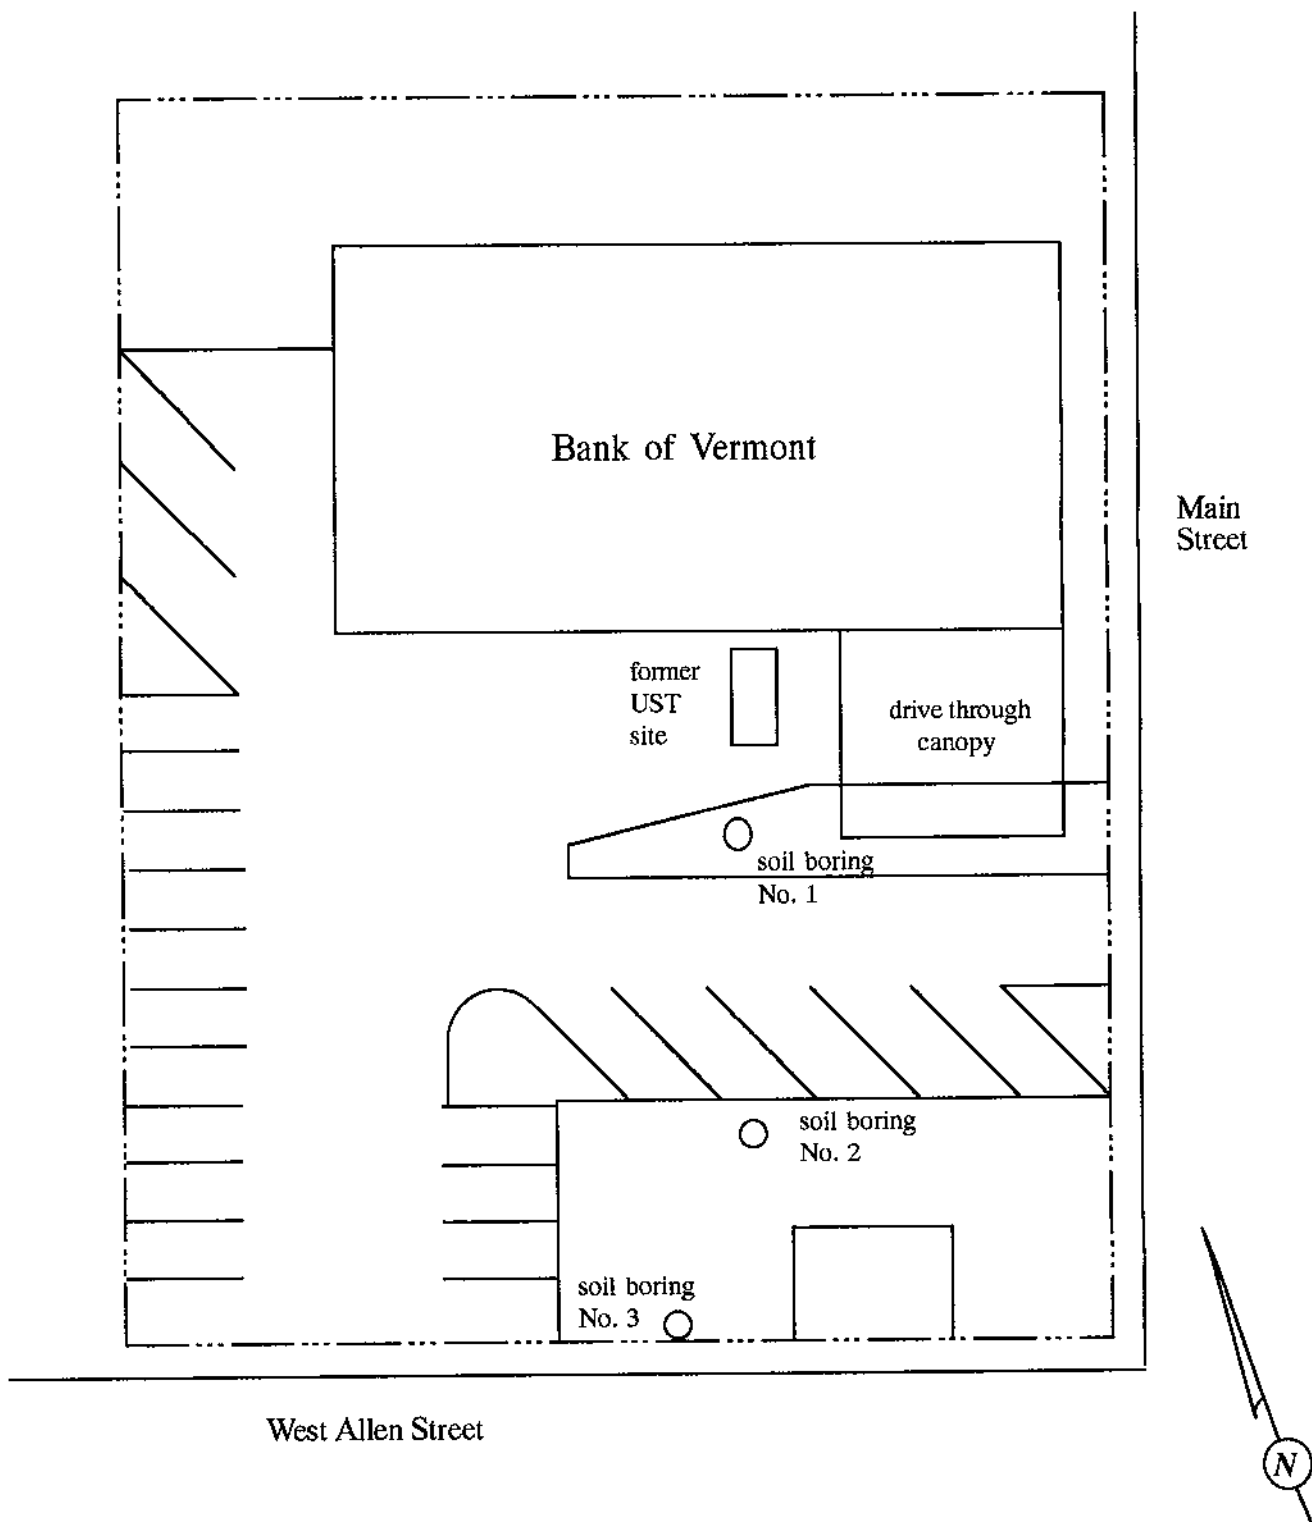 Bank of Vermont
Main
Street
former
UST
site
drive through
canopy
soil boring
No. 1
soil boring
No. 2
soil boring
No. 3
West Allen Street
N